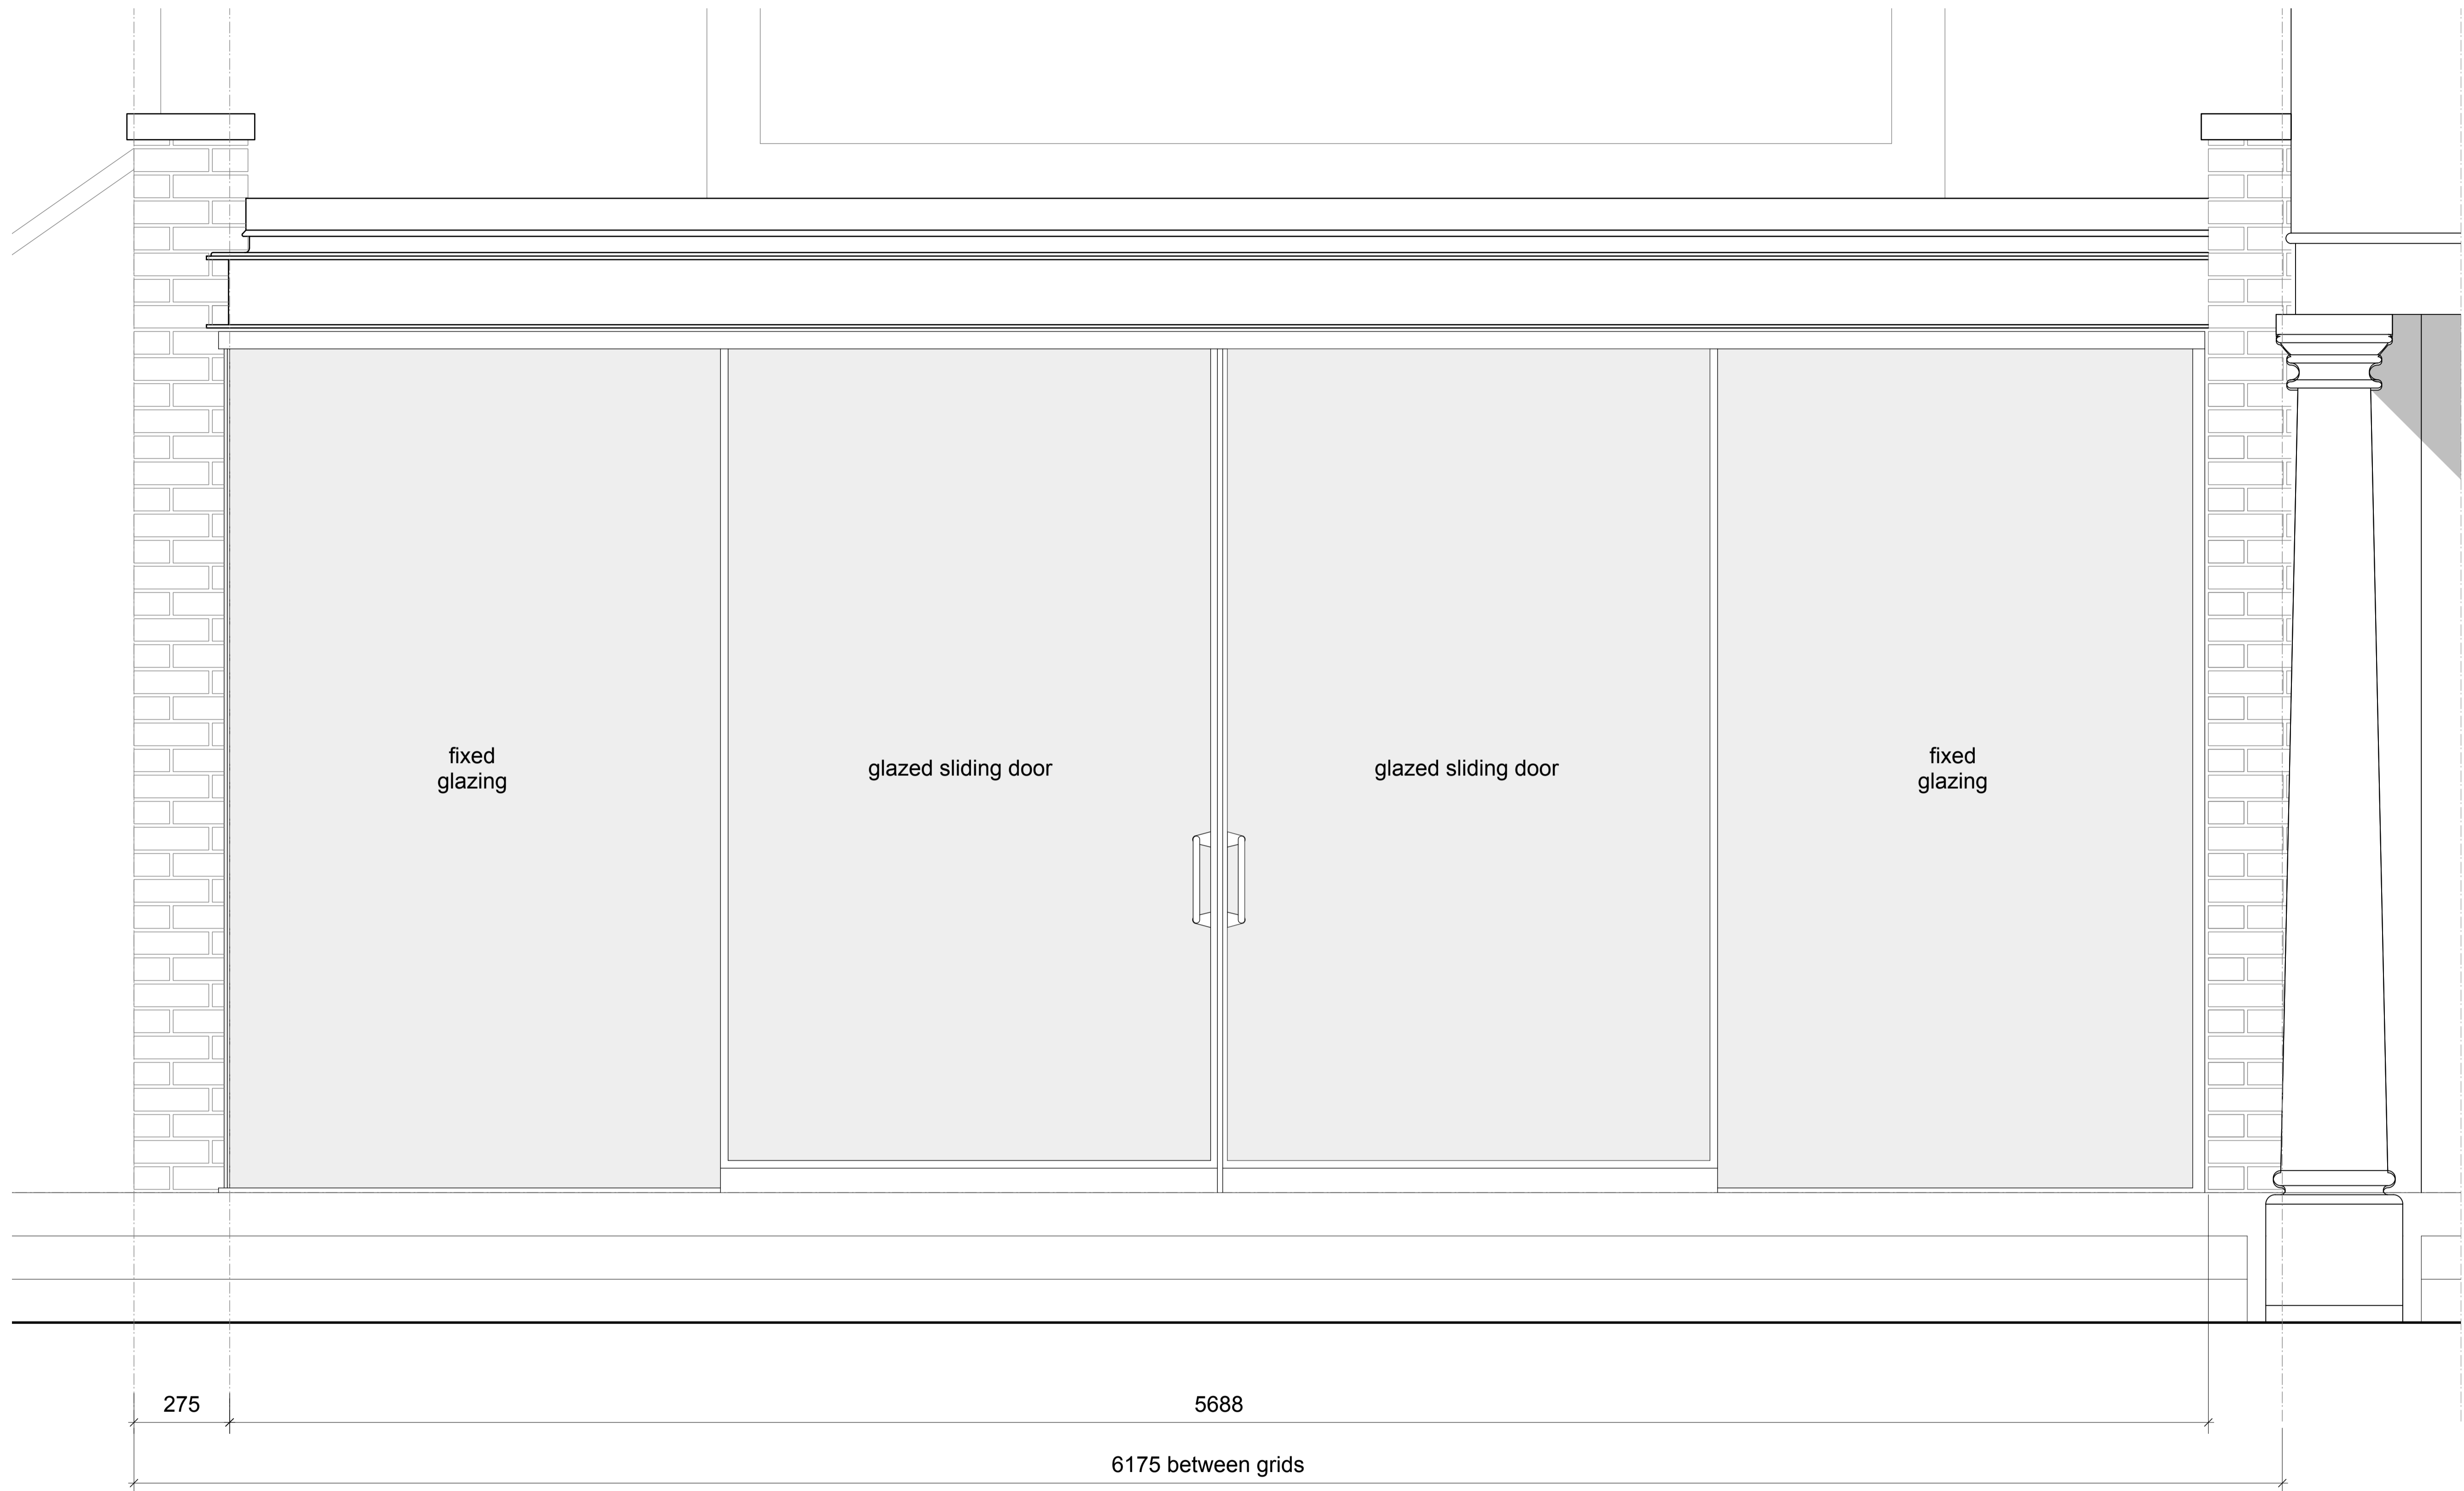 fixed
glazing
glazed sliding door
glazed sliding door
fixed
glazing
275
5688
6175 between grids